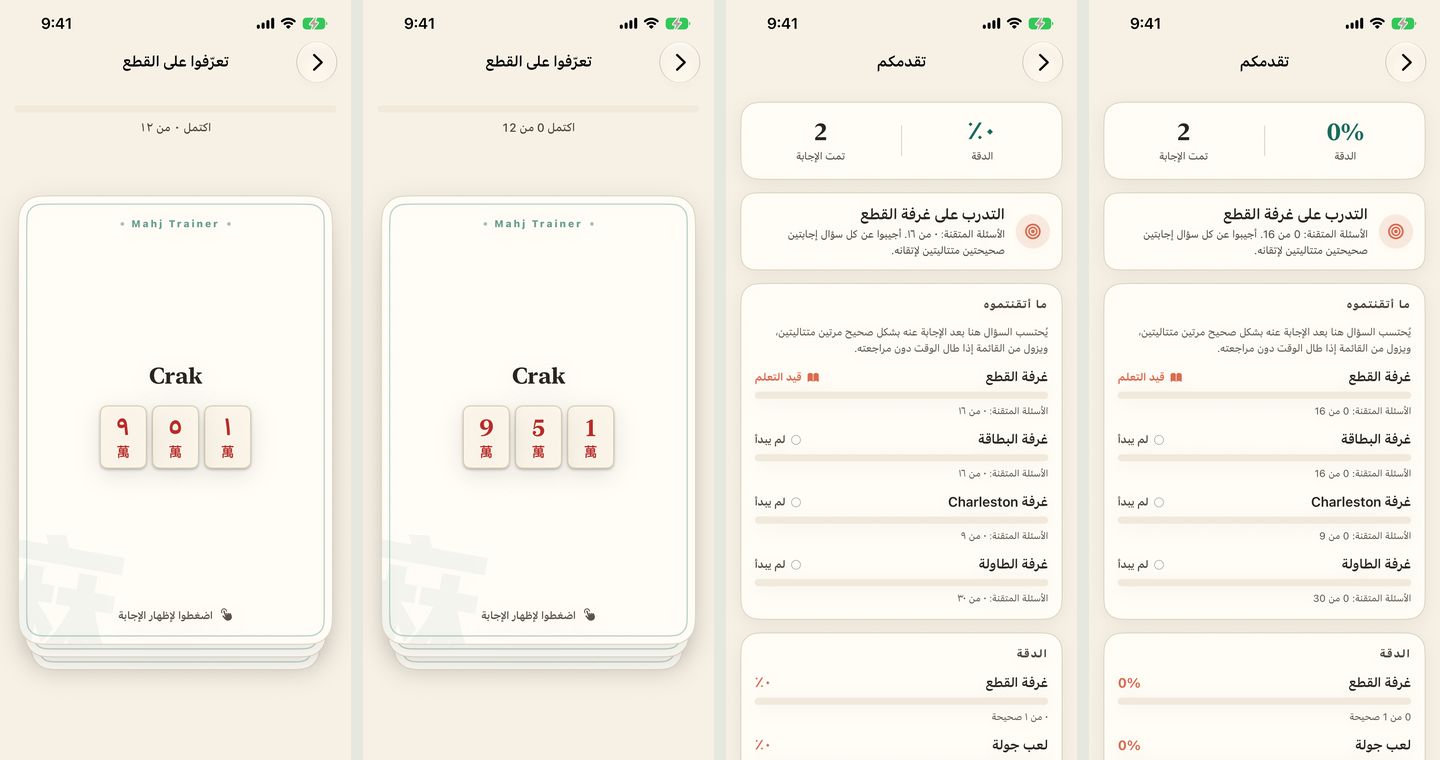 9:41
تعرّفوا على القطع
اكتمل ٠ من ١٢
• Mahj Trainer •
Crak
١ ٥ ٩
萬 萬 萬
اضغطوا لإظهار الإجابة
9:41
تعرّفوا على القطع
اكتمل 0 من 12
• Mahj Trainer •
Crak
1 5 9
萬 萬 萬
اضغطوا لإظهار الإجابة
9:41
تقدمكم
٠٪ 2
الدقة تمت الإجابة
التدرب على غرفة القطع
الأسئلة المتقنة: ٠ من ١٦. أجيبوا عن كل سؤال إجابتين
صحيحتين متتاليتين لإتقانه.
ما أتقنتموه
يُحتسب السؤال هنا بعد الإجابة عنه بشكل صحيح مرتين متتاليتين،
ويزول من القائمة إذا طال الوقت دون مراجعته.
غرفة القطع قيد التعلم
الأسئلة المتقنة: ٠ من ١٦
غرفة البطاقة لم يبدأ
الأسئلة المتقنة: ٠ من ١٦
غرفة Charleston لم يبدأ
الأسئلة المتقنة: ٠ من ٩
غرفة الطاولة لم يبدأ
الأسئلة المتقنة: ٠ من ٣٠
الدقة
غرفة القطع ٠٪
٠ من ١ صحيحة
لعب جولة ٠٪
9:41
تقدمكم
0% 2
الدقة تمت الإجابة
التدرب على غرفة القطع
الأسئلة المتقنة: 0 من 16. أجيبوا عن كل سؤال إجابتين
صحيحتين متتاليتين لإتقانه.
ما أتقنتموه
يُحتسب السؤال هنا بعد الإجابة عنه بشكل صحيح مرتين متتاليتين،
ويزول من القائمة إذا طال الوقت دون مراجعته.
غرفة القطع قيد التعلم
الأسئلة المتقنة: 0 من 16
غرفة البطاقة لم يبدأ
الأسئلة المتقنة: 0 من 16
غرفة Charleston لم يبدأ
الأسئلة المتقنة: 0 من 9
غرفة الطاولة لم يبدأ
الأسئلة المتقنة: 0 من 30
الدقة
غرفة القطع 0%
0 من 1 صحيحة
لعب جولة 0%